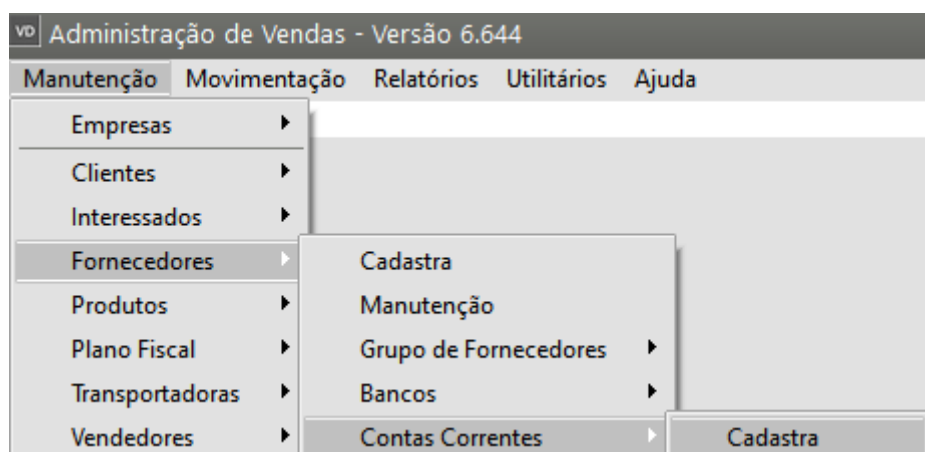 VD Administração de Vendas - Versão 6.644
Manutenção Movimentação Relatórios Utilitários Ajuda
Empresas
Clientes
Interessados
Fornecedores Cadastra
Produtos Manutenção
Plano Fiscal Grupo de Fornecedores
Transportadoras Bancos
Vendedores Contas Correntes Cadastra